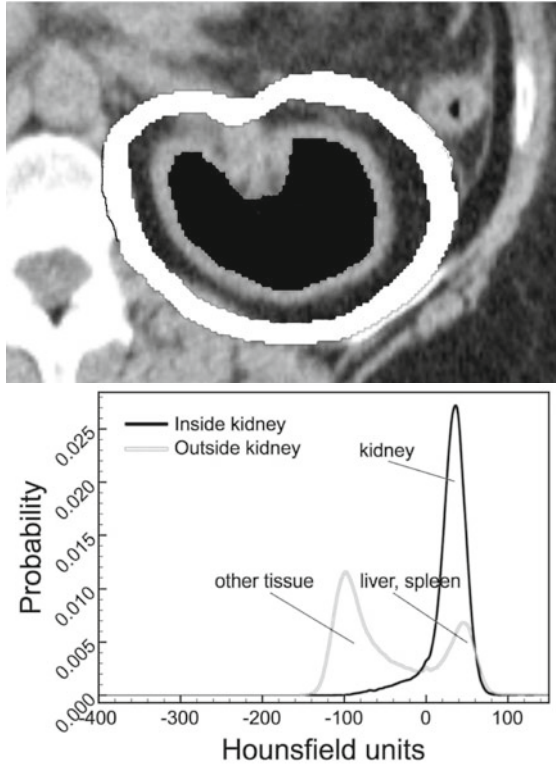 Inside kidney
Outside kidney
kidney
other tissue
liver, spleen
Probability
0.025
0.020
0.015
0.010
0.005
0.000
-400 -300 -200 -100 0 100
Hounsfield units